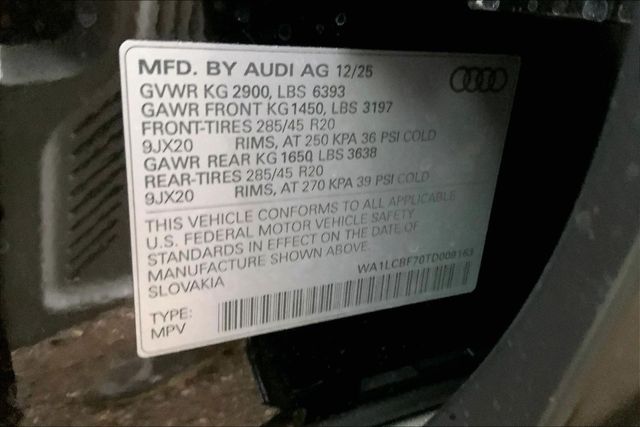 MFD. BY AUDI AG 12/25
GVWR KG 2900, LBS 6393
GAWR FRONT KG 1450, LBS 3197
FRONT-TIRES 285/45 R20
9JX20 RIMS, AT 250 KPA 36 PSI COLD
GAWR REAR KG 1650, LBS 3638
REAR-TIRES 285/45 R20
9JX20 RIMS, AT 270 KPA 39 PSI COLD
THIS VEHICLE CONFORMS TO ALL APPLICABLE
U.S. FEDERAL MOTOR VEHICLE SAFETY
STANDARDS IN EFFECT ON THE DATE OF
MANUFACTURE SHOWN ABOVE.
SLOVAKIA
WA1LCBF70TD009163
TYPE:
MPV